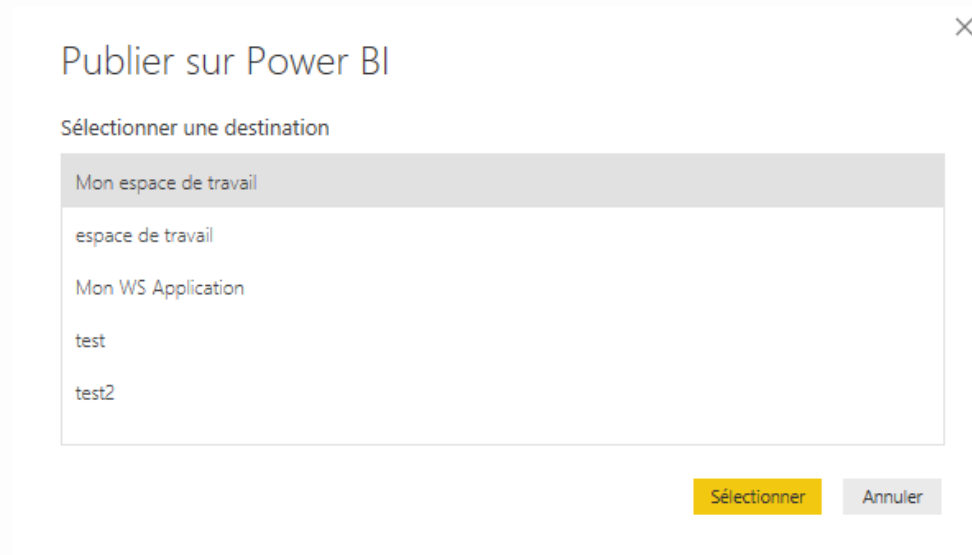 Publier sur Power BI
Sélectionner une destination
Mon espace de travail
espace de travail
Mon WS Application
test
test2
Sélectionner
Annuler